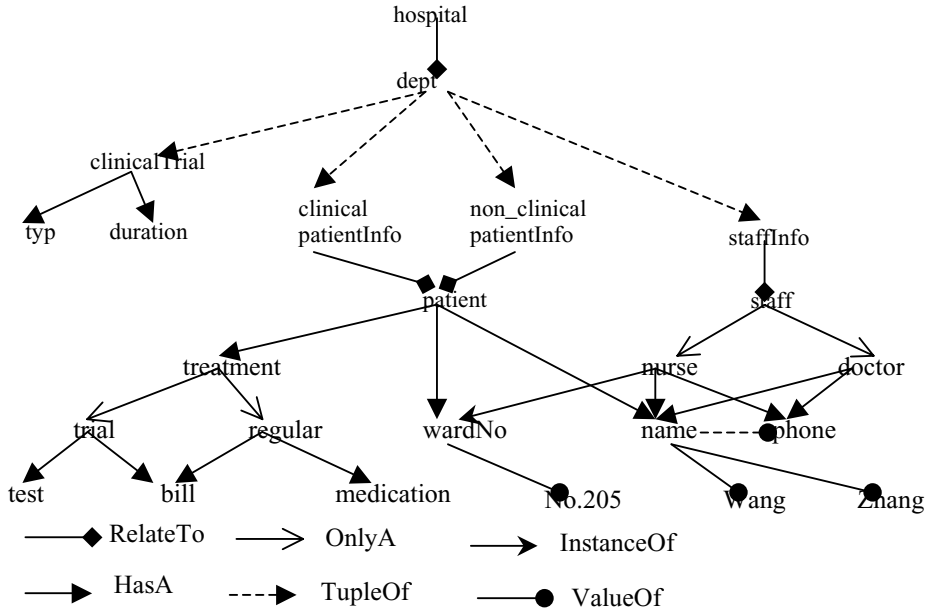 hospital
dept
clinicalTrial
clinical
patientInfo
non_clinical
patientInfo
typ
duration
staffInfo
patient
staff
treatment
nurse
doctor
trial
regular
wardNo
name
phone
test
bill
medication
No.205
Wang
Zhang
RelateTo
OnlyA
InstanceOf
HasA
TupleOf
ValueOf